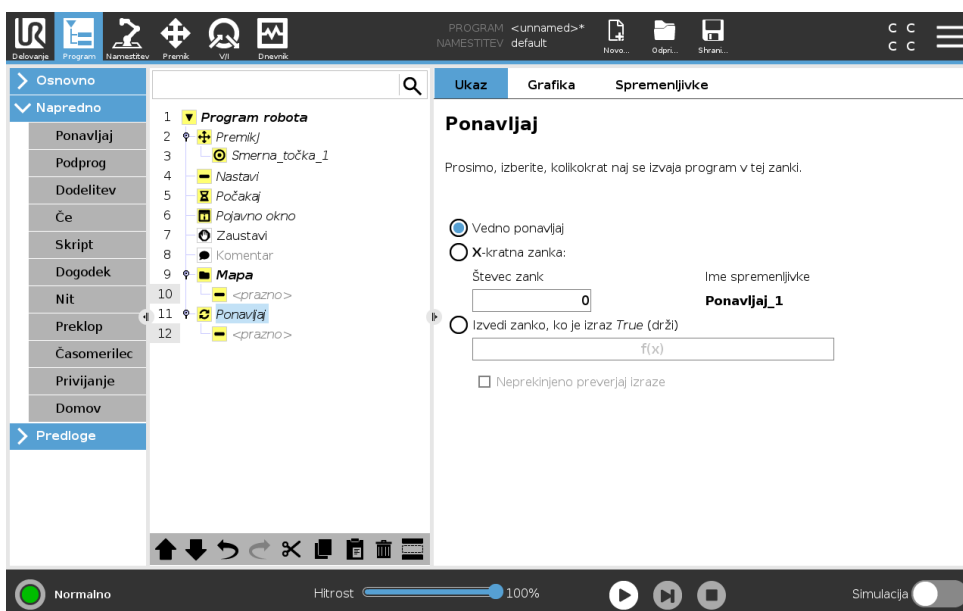 UR
Delovanje
Program
Namestitev
Premik
V/I
Dnevnik
PROGRAM <unnamed>*
NAMESTITEV default
Novo...
Odpri...
Shrani...
C C
C C
Osnovno
Napredno
Ponavljaj
Podprog
Dodelitev
Če
Skript
Dogodek
Nit
Preklop
Časomerilec
Privijanje
Domov
Predloge
1 Program robota
2 PremikJ
3 Smerna_točka_1
4 Nastavi
5 Počakaj
6 Pojavno okno
7 Zaustavi
8 Komentar
9 Mapa
10 <prazno>
11 Ponavljaj
12 <prazno>
Ukaz
Grafika
Spremenljivke
Ponavljaj
Prosimo, izberite, kolikokrat naj se izvaja program v tej zanki.
Vedno ponavljaj
X-kratna zanka:
Števec zank
Ime spremenljivke
0
Ponavljaj_1
Izvedi zanko, ko je izraz True (drži)
f(x)
Neprekinjeno preverjaj izraze
Normalno
Hitrost
100%
Simulacija